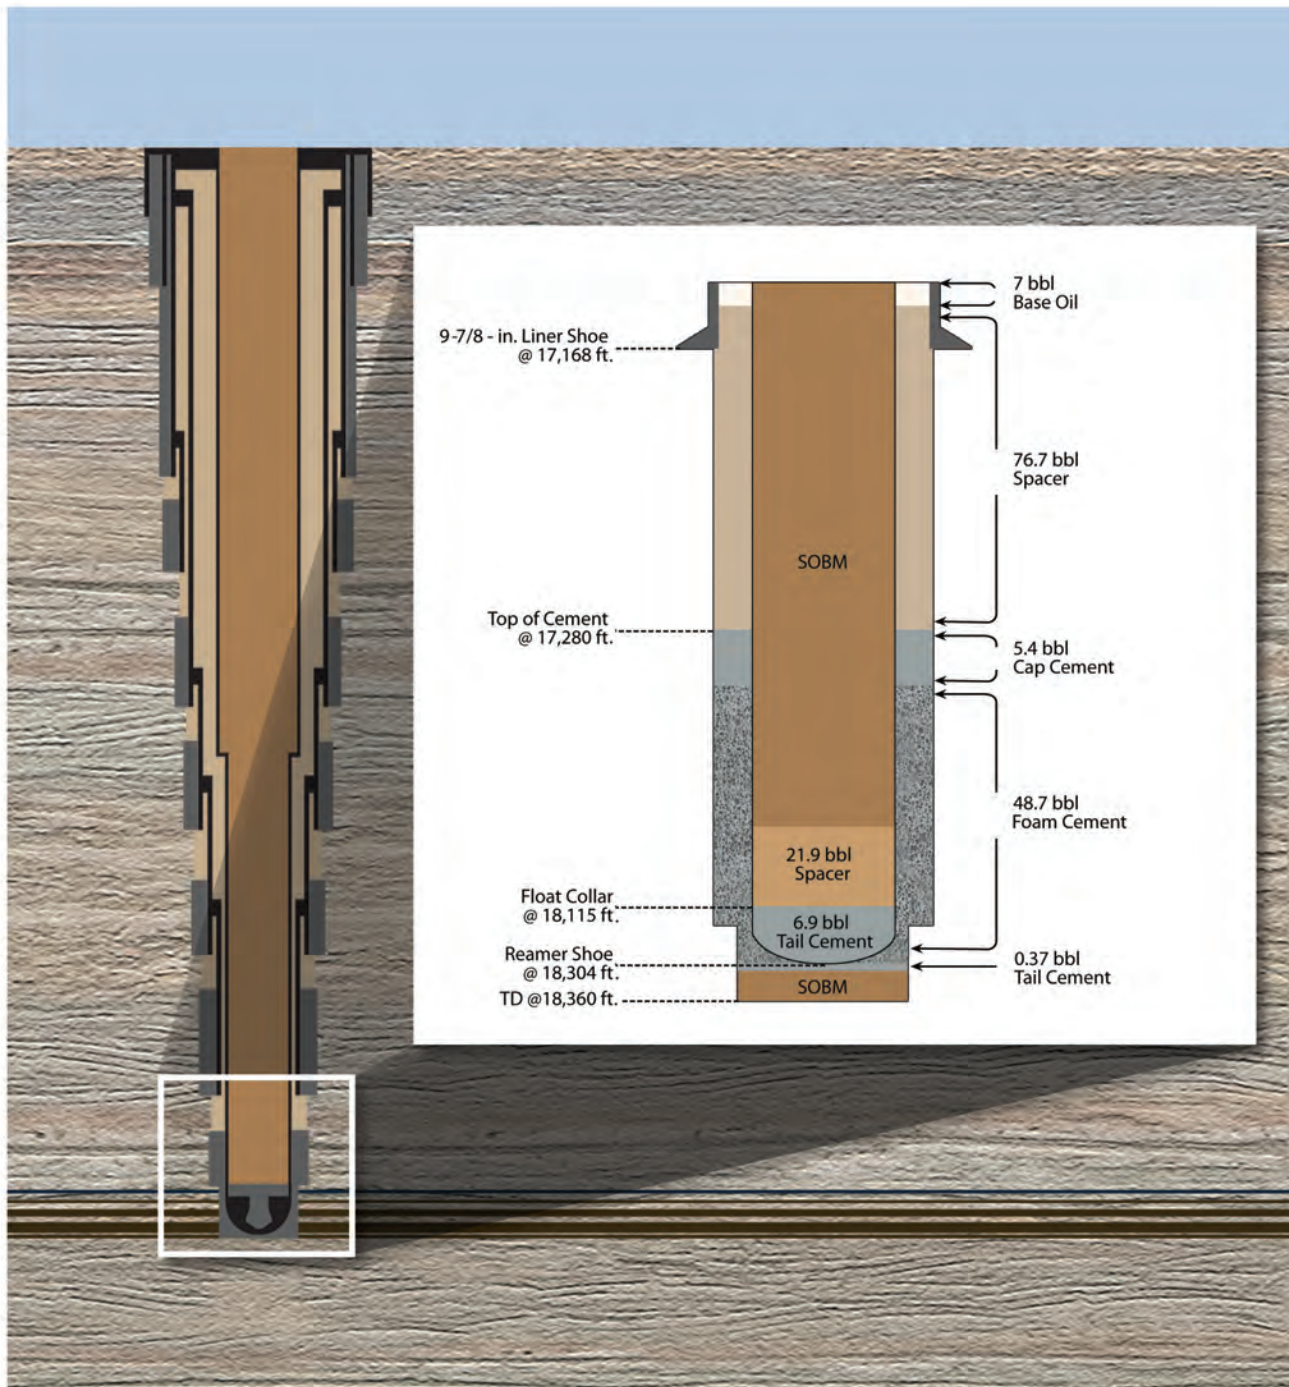 7 bbl
Base Oil
9-7/8 - in. Liner Shoe
@ 17,168 ft.
76.7 bbl
Spacer
SOBM
Top of Cement
@ 17,280 ft.
5.4 bbl
Cap Cement
48.7 bbl
Foam Cement
21.9 bbl
Spacer
Float Collar
@ 18,115 ft.
6.9 bbl
Tail Cement
Reamer Shoe
@ 18,304 ft.
0.37 bbl
Tail Cement
SOBM
TD @18,360 ft.